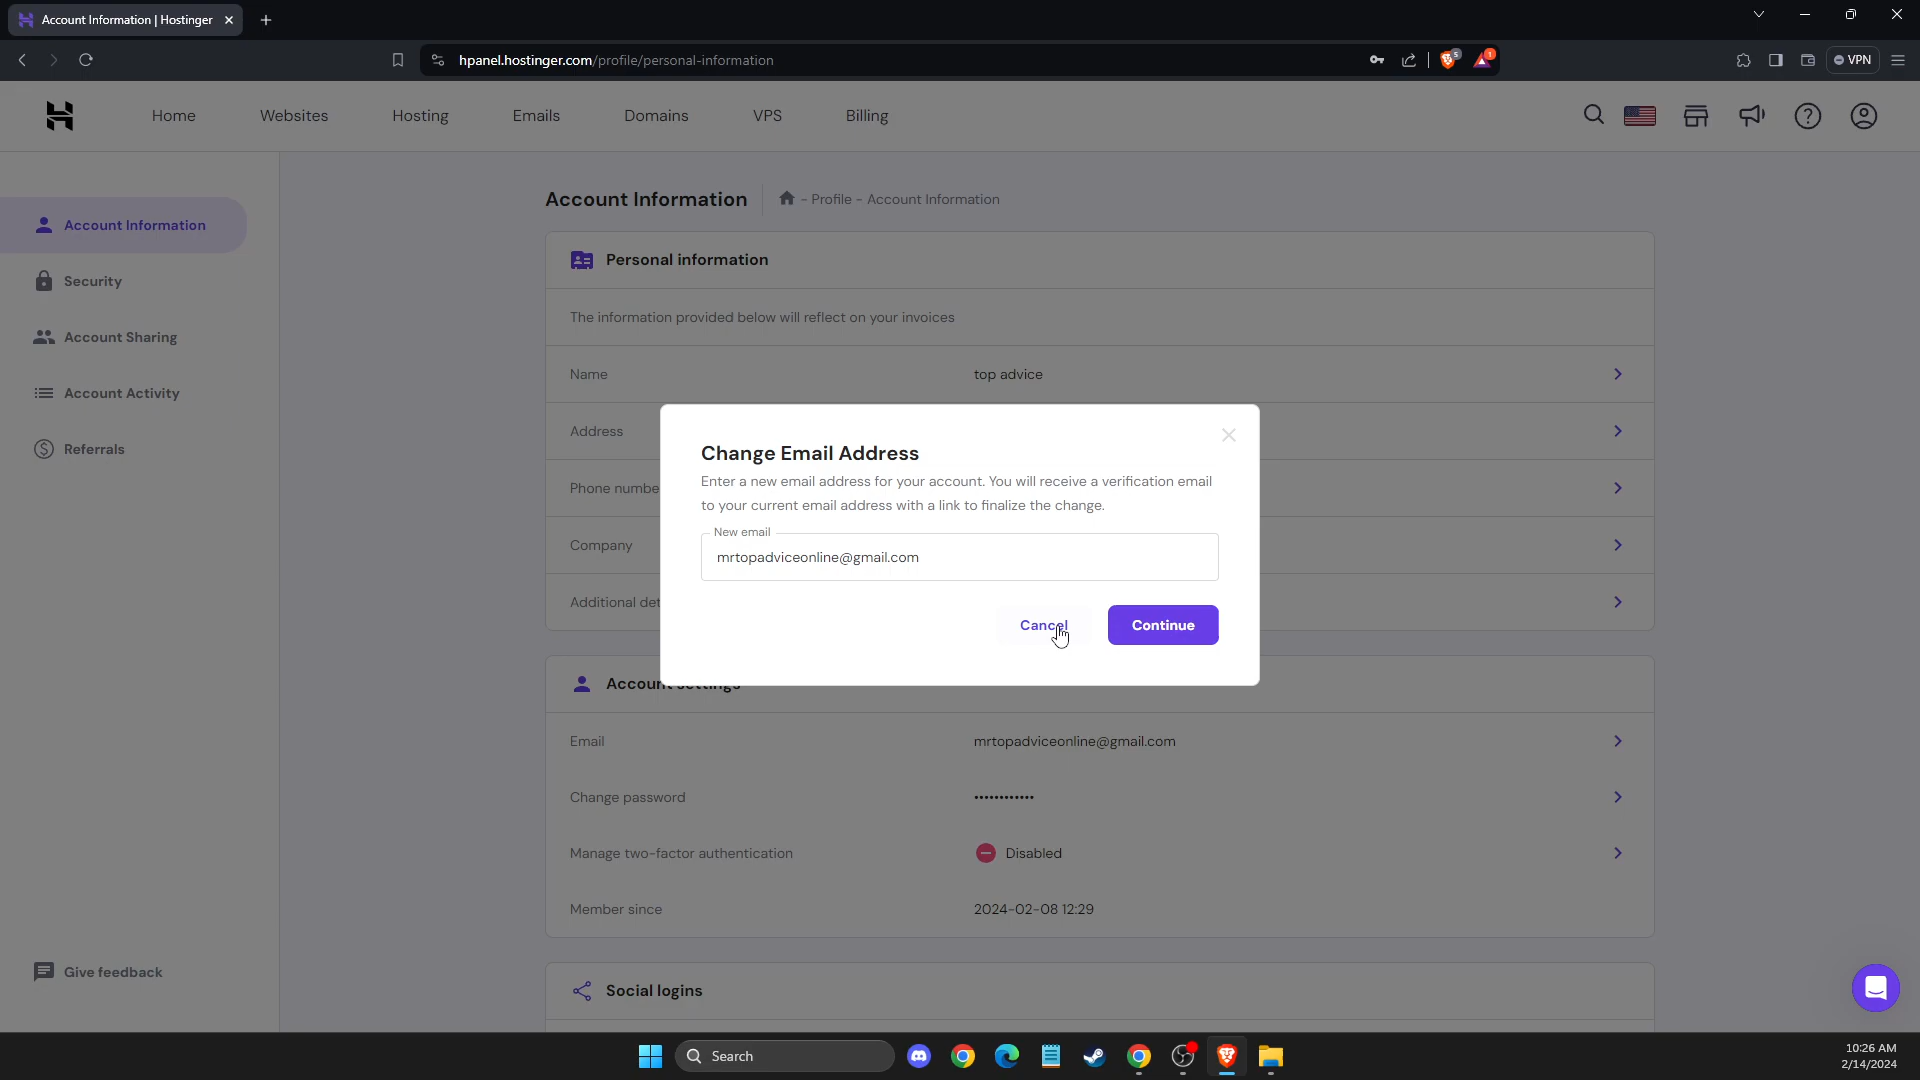 Account Information | Hostinger
hpanel.hostinger.com/profile/personal-information
5
1
VPN
Home
Websites
Hosting
Emails
Domains
VPS
Billing
Account Information
Security
Account Sharing
Account Activity
Referrals
Give feedback
Account Information
- Profile - Account Information
Personal information
The information provided below will reflect on your invoices
Name
top advice
Address
Phone numbe
Company
Additional det
Change Email Address
Enter a new email address for your account. You will receive a verification email
to your current email address with a link to finalize the change.
New email
mrtopadviceonline@gmail.com
Cancel
Continue
Account settings
Email
mrtopadviceonline@gmail.com
Change password
••••••••••••
Manage two-factor authentication
Disabled
Member since
2024-02-08 12:29
Social logins
Search
10:26 AM
2/14/2024